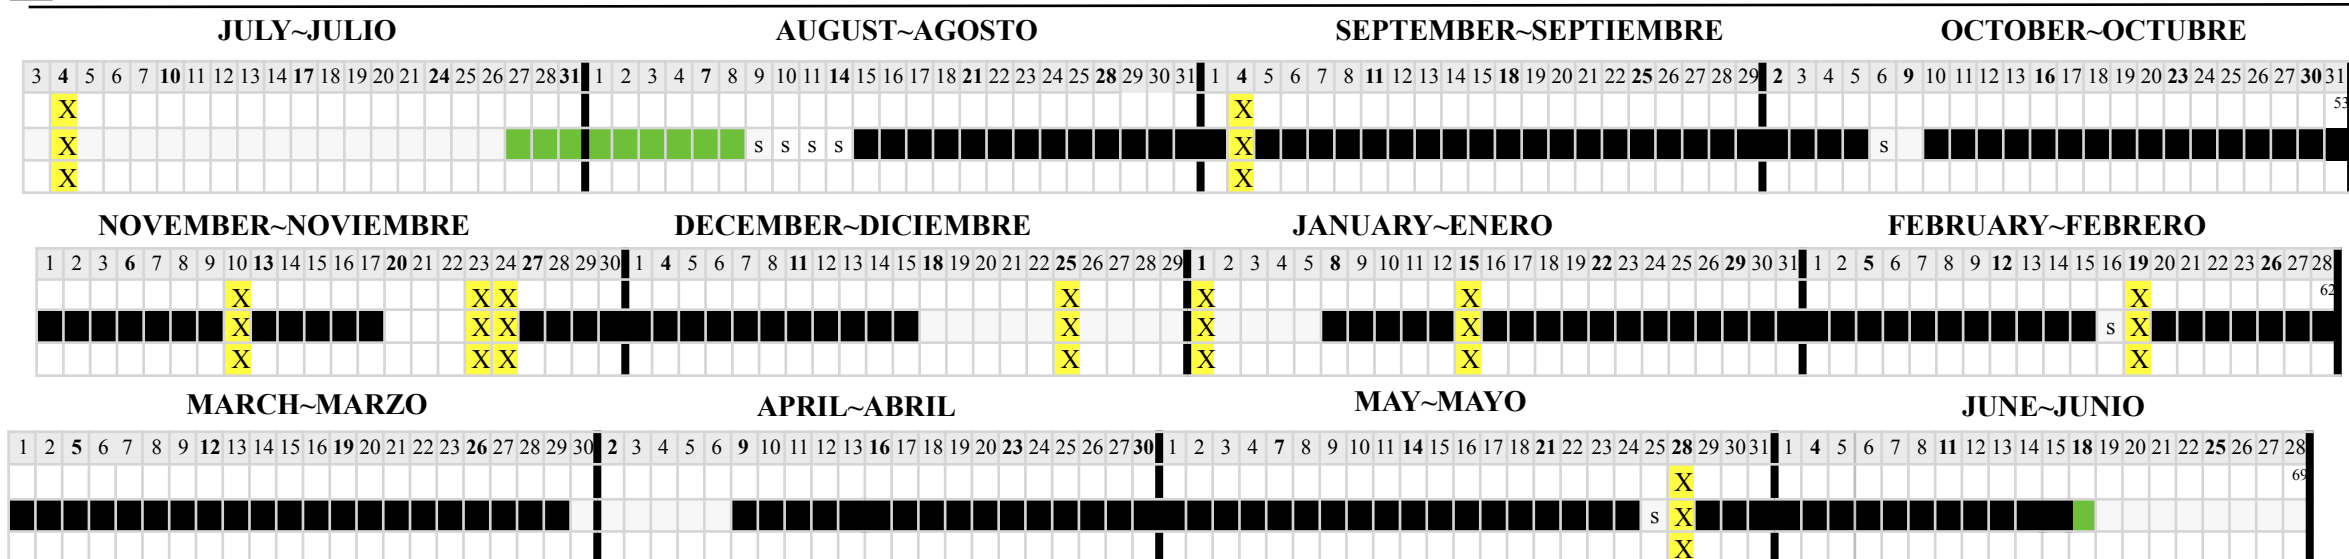 JULY~JULIO AUGUST~AGOSTO SEPTEMBER~SEPTIEMBRE OCTOBER~OCTUBRE
3 4 5 6 7 10 11 12 13 14 17 18 19 20 21 24 25 26 27 28 31 1 2 3 4 7 8 9 10 11 14 15 16 17 18 21 22 23 24 25 28 29 30 31 1 4 5 6 7 8 11 12 13 14 15 18 19 20 21 22 25 26 27 28 29 2 3 4 5 6 9 10 11 12 13 16 17 18 19 20 23 24 25 26 27 30 31
X X 53
X s s s s X s
X X
NOVEMBER~NOVIEMBRE DECEMBER~DICIEMBRE JANUARY~ENERO FEBRUARY~FEBRERO
1 2 3 6 7 8 9 10 13 14 15 16 17 20 21 22 23 24 27 28 29 30 1 4 5 6 7 8 11 12 13 14 15 18 19 20 21 22 25 26 27 28 29 1 2 3 4 5 8 9 10 11 12 15 16 17 18 19 22 23 24 25 26 29 30 31 1 2 5 6 7 8 9 12 13 14 15 16 19 20 21 22 23 26 27 28
X X X X X X X 62
X X X X X X s X
X X X X X X X
MARCH~MARZO APRIL~ABRIL MAY~MAYO JUNE~JUNIO
1 2 5 6 7 8 9 12 13 14 15 16 19 20 21 22 23 26 27 28 29 30 2 3 4 5 6 9 10 11 12 13 16 17 18 19 20 23 24 25 26 27 30 1 2 3 4 7 8 9 10 11 14 15 16 17 18 21 22 23 24 25 28 29 30 31 1 4 5 6 7 8 11 12 13 14 15 18 19 20 21 22 25 26 27 28
X 69
s X
X